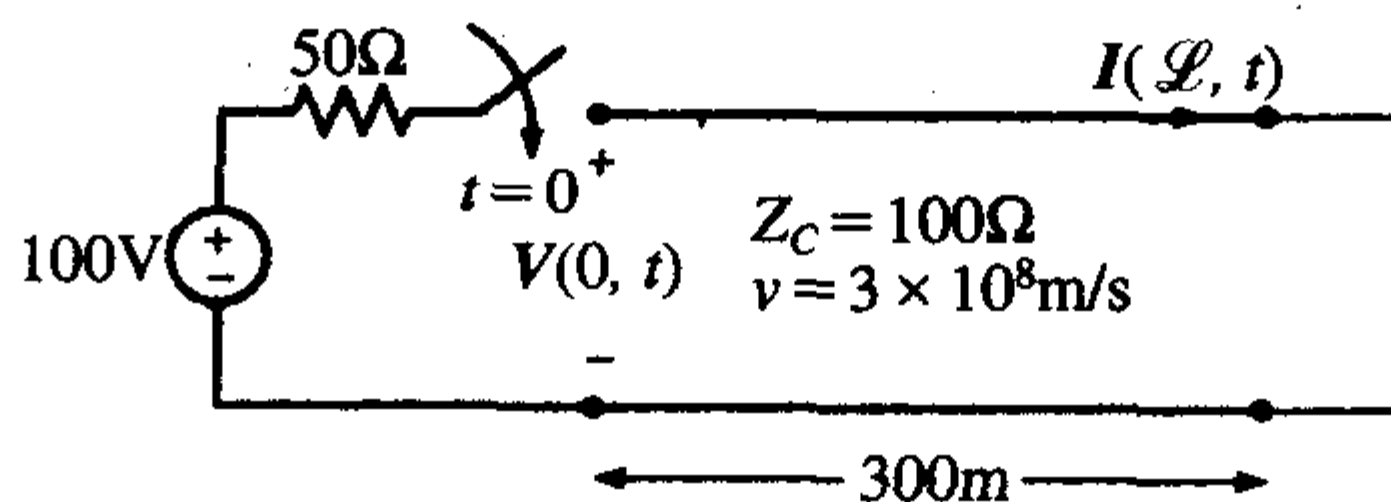 50Ω
I(ℒ, t)
t = 0
+
100V
+
-
V(0, t)
Z_C = 100Ω
v = 3 × 10⁸m/s
-
300m